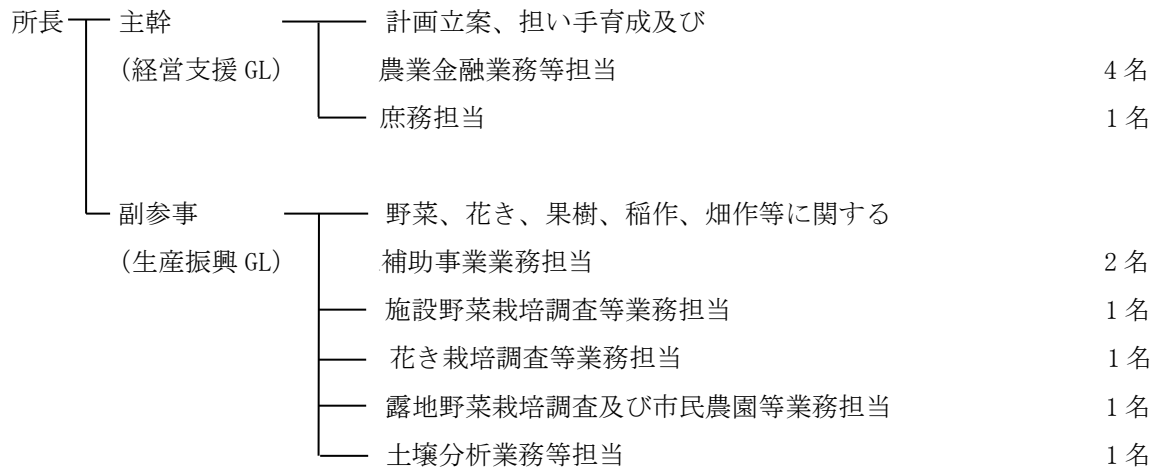 所長 主幹 計画立案、担い手育成及び
(経営支援 GL) 農業金融業務等担当 4 名
庶務担当 1 名
副参事 野菜、花き、果樹、稲作、畑作等に関する
(生産振興 GL) 補助事業業務担当 2 名
施設野菜栽培調査等業務担当 1 名
花き栽培調査等業務担当 1 名
露地野菜栽培調査及び市民農園等業務担当 1 名
土壌分析業務等担当 1 名